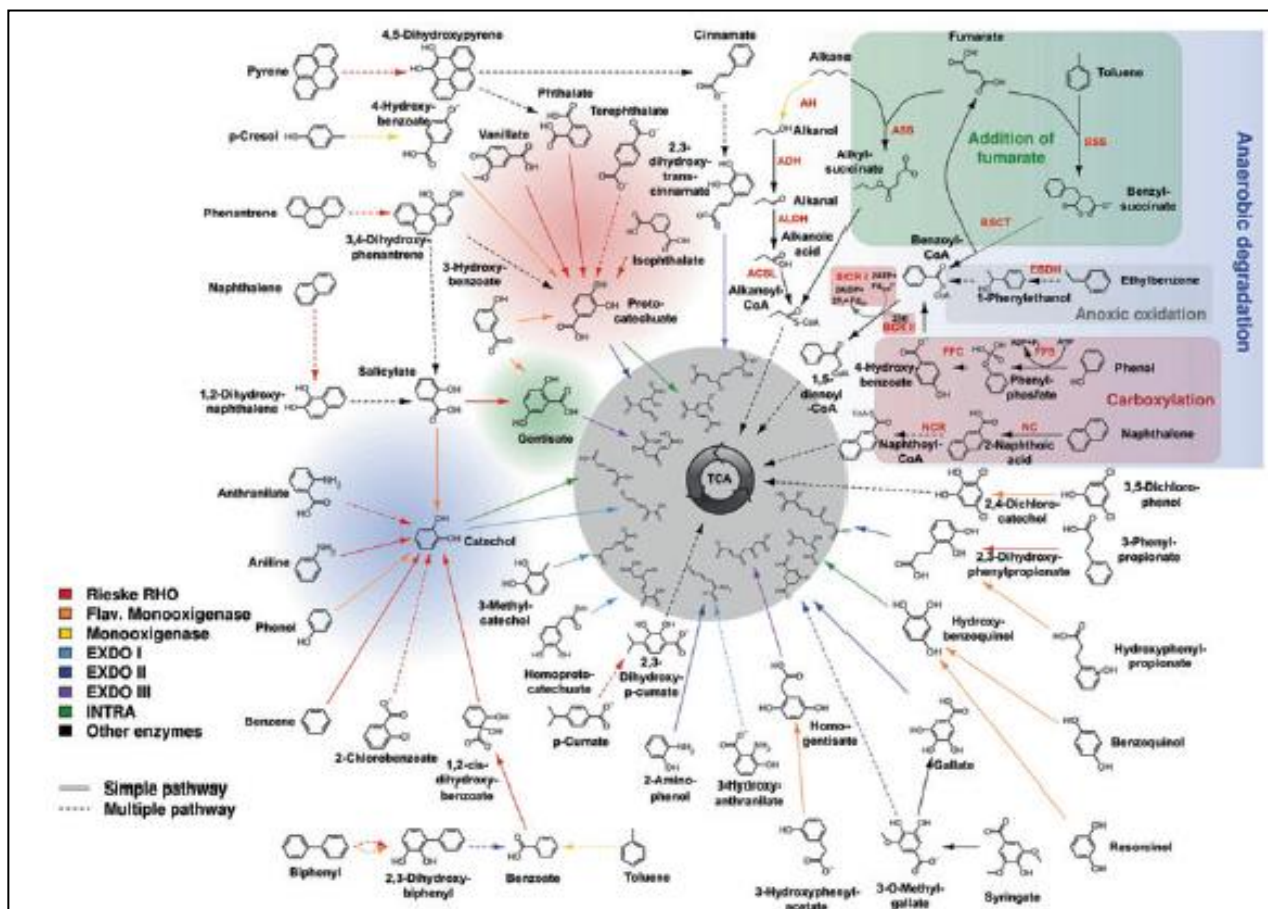 4,5-Dihydroxypyrene
Pyrene
4-Hydroxy-
benzoate
p-Cresol
Vanillate
Phthalate
Terephthalate
Cinnamate
2,3-
dihydroxy-
trans-
cinnamate
Phenantrene
3,4-Dihydroxy-
phenantrene
3-Hydroxy-
benzoate
Isophthalate
Proto-
catechuate
Naphthalene
1,2-Dihydroxy-
naphthalene
Salicylate
Gentisate
Anthranilate
Aniline
Phenol
Catechol
Benzene
2-Chlorobenzoate
1,2-cis-
dihydroxy-
benzoate
Biphenyl
2,3-Dihydroxy-
biphenyl
Benzoate
Toluene
Alkane
AH
Alkanol
ADH
Alkanal
ALDH
Alkanoic
acid
ACSL
Alkanoyl-
CoA
S-CoA
Fumarate
Toluene
ASS
BSS
Addition of
fumarate
Alkyl-
succinate
Benzyl-
succinate
BSCT
Benzoyl-
CoA
EBDH
Ethylbenzene
1-Phenylethanol
Anoxic oxidation
BCR I
BCR II
1,5-
dienoyl
-CoA
4-Hydroxy-
benzoate
PPC
PPS
Phenyl-
phosfate
Phenol
Carboxylation
NCR
NC
Naphthoyl-
CoA
2-Naphthoic
acid
Naphthalene
Anaerobic degradation
TCA
2,4-Dichloro-
catechol
3,5-Dichloro-
phenol
2,3-Dihydroxy-
phenylpropionate
3-Phenyl-
propionate
Hydroxy-
benzoquinol
Hydroxyphenyl-
propionate
Benzoquinol
Resorsinol
3-Methyl-
catechol
Homoproto-
catechuate
2,3-
Dihydroxy-
p-cumate
p-Cumate
2-Amino-
phenol
3-Hydroxy-
anthranilate
Homo-
gentisate
3-Hydroxyphenyl-
acetate
Gallate
3-O-Methyl-
gallate
Syringate
Rieske RHO
Flav. Monooxigenase
Monooxigenase
EXDO I
EXDO II
EXDO III
INTRA
Other enzymes
Simple pathway
Multiple pathway